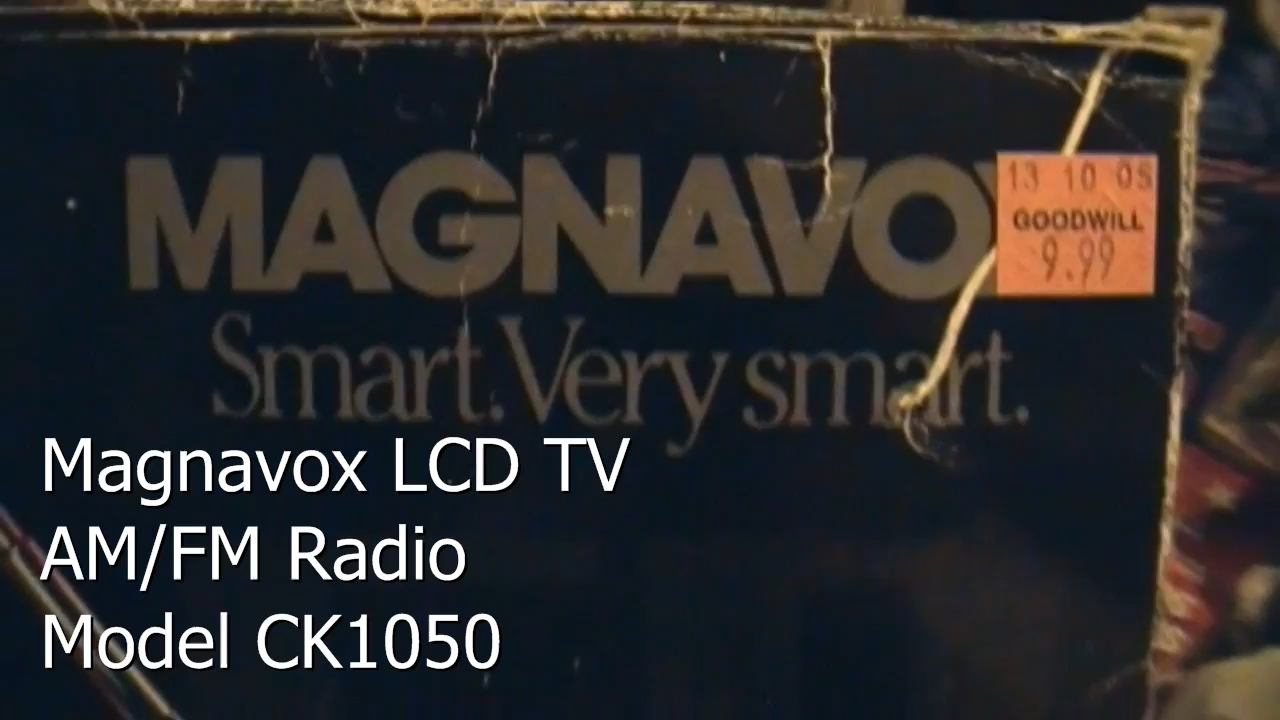 MAGNAVOX
13 10 05
GOODWILL
9.99
Smart. Very smart.
Magnavox LCD TV
AM/FM Radio
Model CK1050